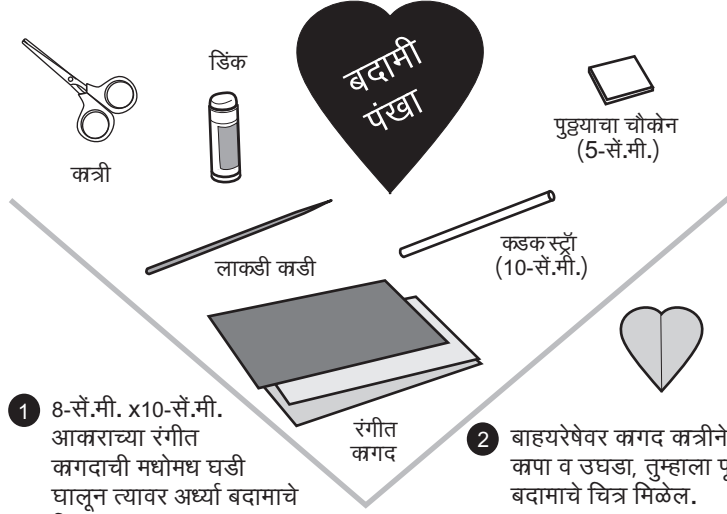 बदामी
पंखा
डिंक
कात्री
पुठ्ठयाचा चौकोन
(5-सें.मी.)
लाकडी काडी
कडक स्ट्रॉ
(10-सें.मी.)
रंगीत
कागद
1 8-सें.मी. x10-सें.मी.
आकाराच्या रंगीत
कागदाची मधोमध घडी
घालून त्यावर अर्ध्या बदामाचे
2 बाहयरेषेवर कागद कात्रीने
कापा व उघडा, तुम्हाला
बदामाचे चित्र मिळेल.